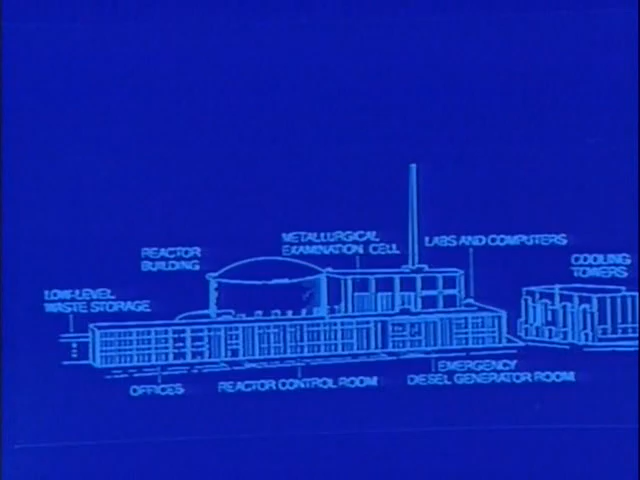 METALLURGICAL
EXAMINATION CELL
LABS AND COMPUTERS
REACTOR
BUILDING
COOLING
TOWERS
LOW-LEVEL
WASTE STORAGE
OFFICES
REACTOR CONTROL ROOM
EMERGENCY
DIESEL GENERATOR ROOM